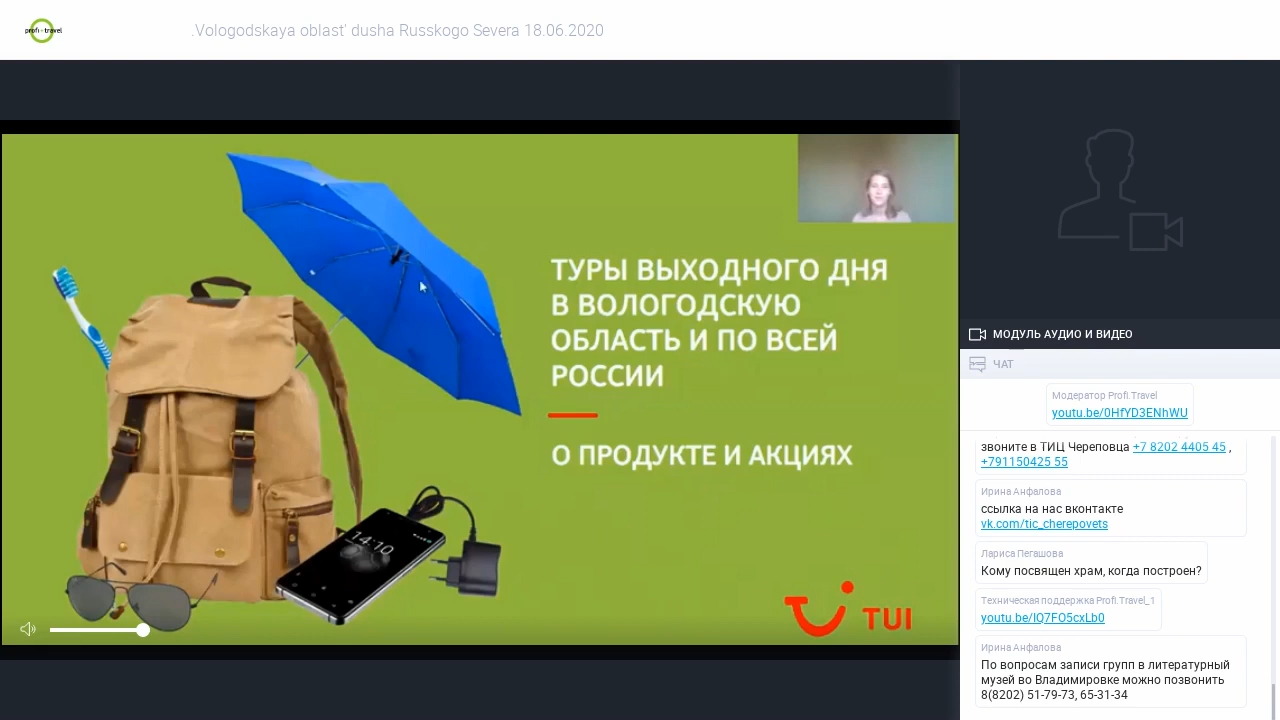 profi travel
.Vologodskaya oblast' dusha Russkogo Severa 18.06.2020
ТУРЫ ВЫХОДНОГО ДНЯ
В ВОЛОГОДСКУЮ
ОБЛАСТЬ И ПО ВСЕЙ
РОССИИ
О ПРОДУКТЕ И АКЦИЯХ
14:10
TUI
МОДУЛЬ АУДИО И ВИДЕО
ЧАТ
Модератор Profi.Travel
youtu.be/0HfYD3ENhWU
звоните в ТИЦ Череповца +7 8202 4405 45 ,
+791150425 55
Ирина Анфалова
ссылка на нас вконтакте
vk.com/tic_cherepovets
Лариса Пегашова
Кому посвящен храм, когда построен?
Техническая поддержка Profi.Travel_1
youtu.be/IQ7FO5cxLb0
Ирина Анфалова
По вопросам записи групп в литературный
музей во Владимировке можно позвонить
8(8202) 51-79-73, 65-31-34